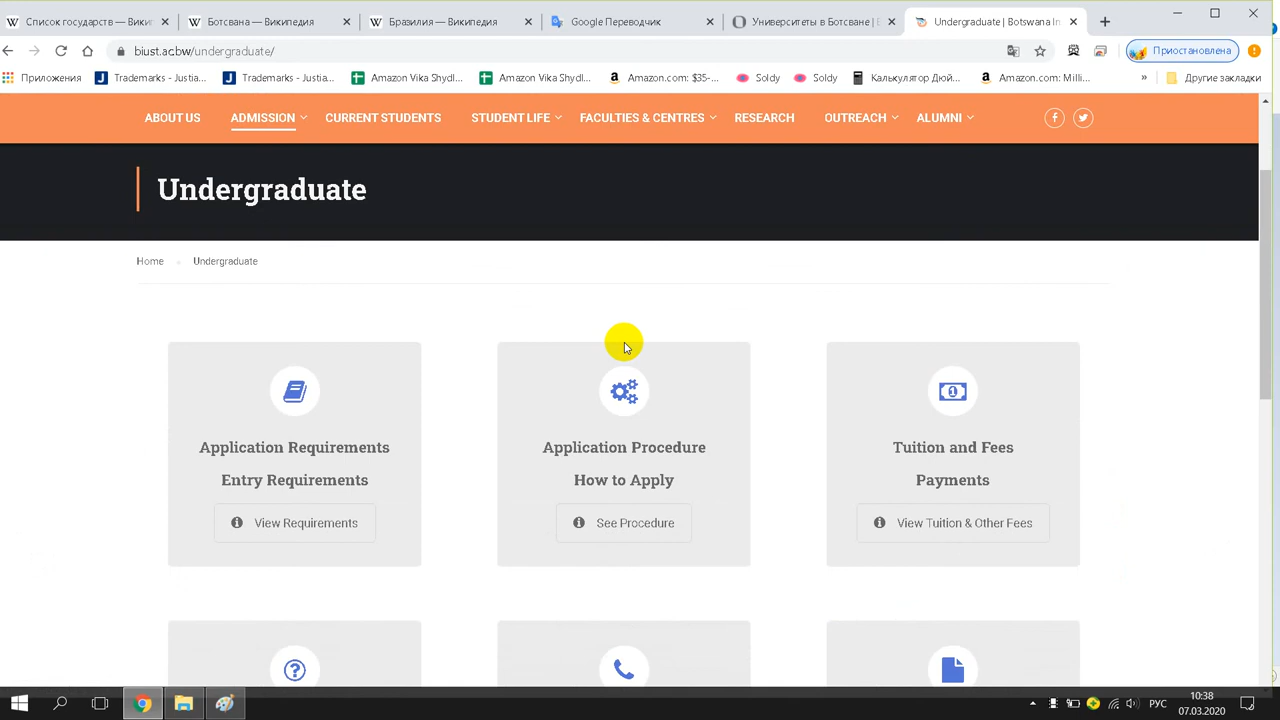 Список государств — Вики
Ботсвана — Википедия
Бразилия — Википедия
Google Переводчик
Университеты в Ботсване | E
Undergraduate | Botswana In
biust.ac.bw/undergraduate/
Приостановлена
Приложения
Trademarks - Justia...
Trademarks - Justia...
Amazon Vika Shydl...
Amazon Vika Shydl...
Amazon.com: $35-...
Soldy
Soldy
Калькулятор Дюй...
Amazon.com: Milli...
»
Другие закладки
ABOUT US
ADMISSION
CURRENT STUDENTS
STUDENT LIFE
FACULTIES & CENTRES
RESEARCH
OUTREACH
ALUMNI
Undergraduate
Home
Undergraduate
Application Requirements
Entry Requirements
View Requirements
Application Procedure
How to Apply
See Procedure
Tuition and Fees
Payments
View Tuition & Other Fees
РУС
10:38
07.03.2020